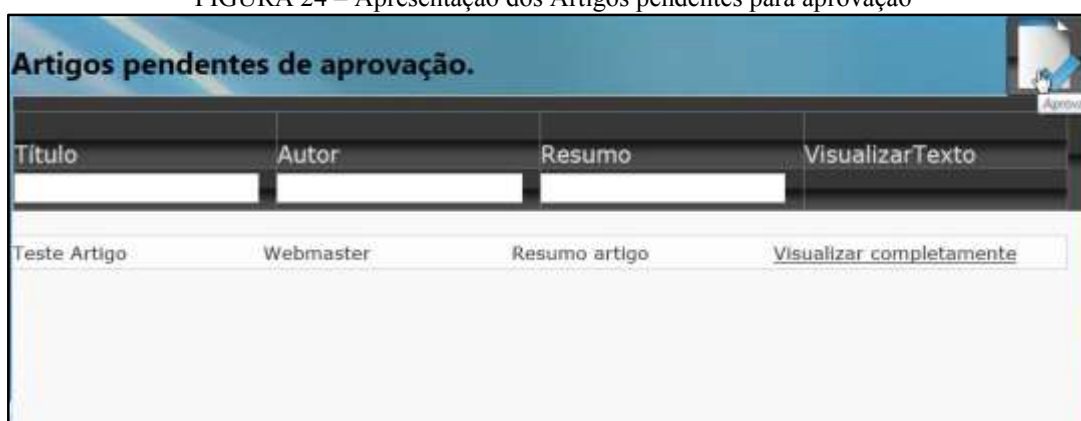 FIGURA 24 – Apresentação dos Artigos pendentes para aprovação
Artigos pendentes de aprovação.
Título Autor Resumo VisualizarTexto
Teste Artigo Webmaster Resumo artigo Visualizar completamente